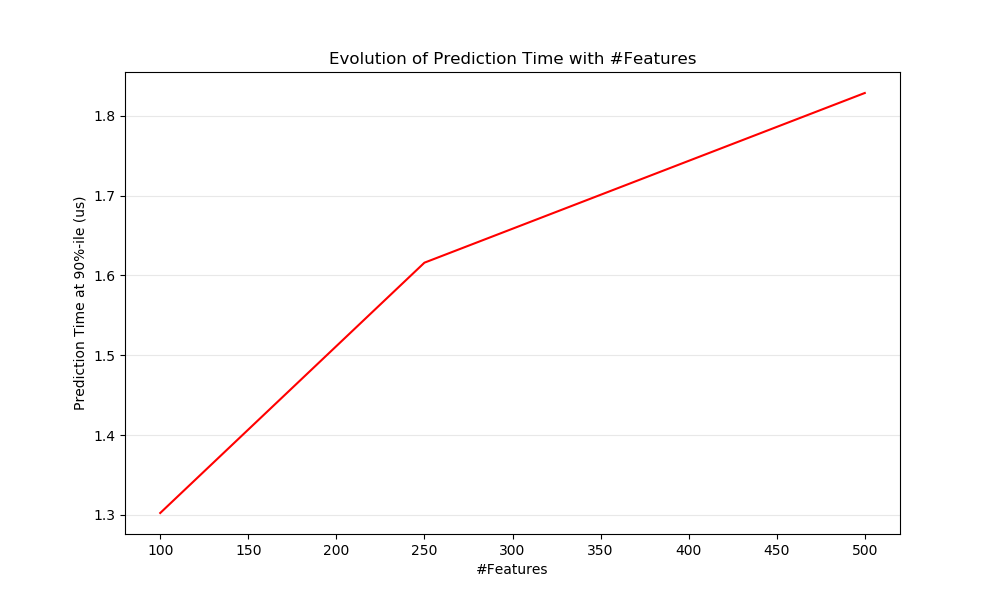 Evolution of Prediction Time with #Features
Prediction Time at 90%-ile (us)
1.8
1.7
1.6
1.5
1.4
1.3
100 150 200 250 300 350 400 450 500
#Features